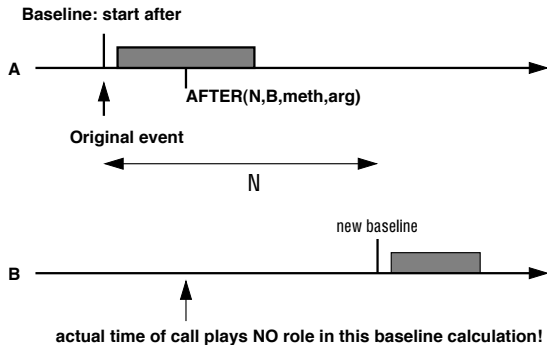 Baseline: start after
A
AFTER(N,B,meth,arg)
Original event
N
new baseline
B
actual time of call plays NO role in this baseline calculation!